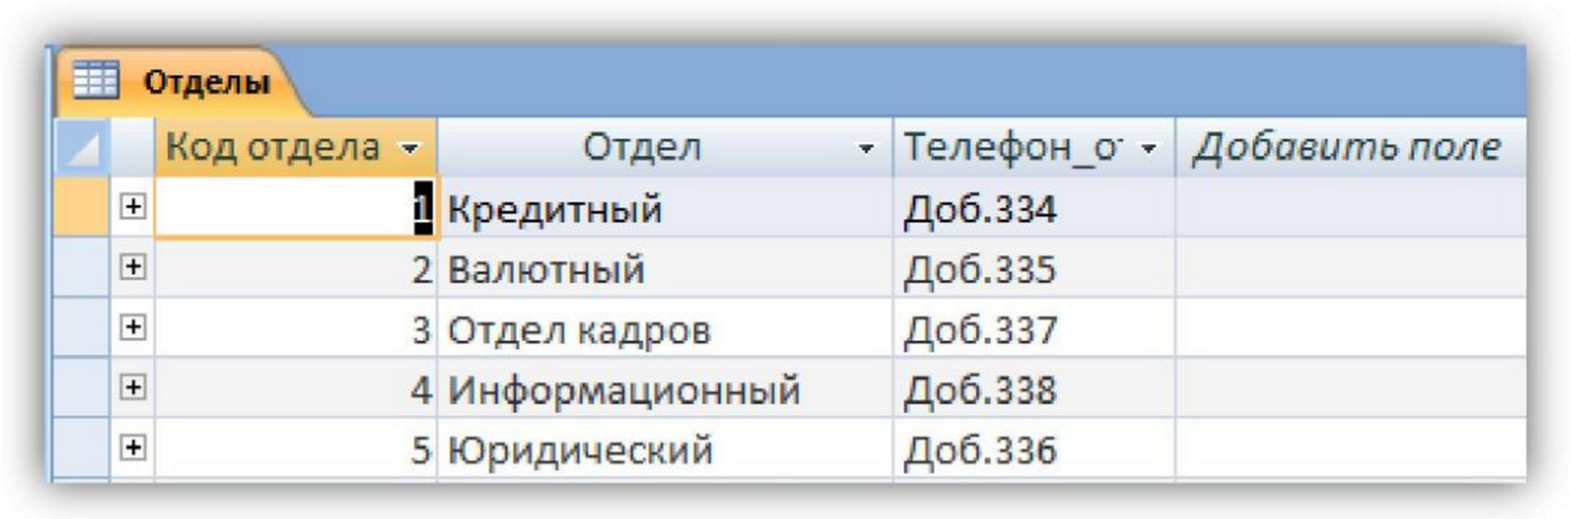 Отделы
Код отдела Отдел Телефон_о Добавить поле
1 Кредитный Доб.334
2 Валютный Доб.335
3 Отдел кадров Доб.337
4 Информационный Доб.338
5 Юридический Доб.336